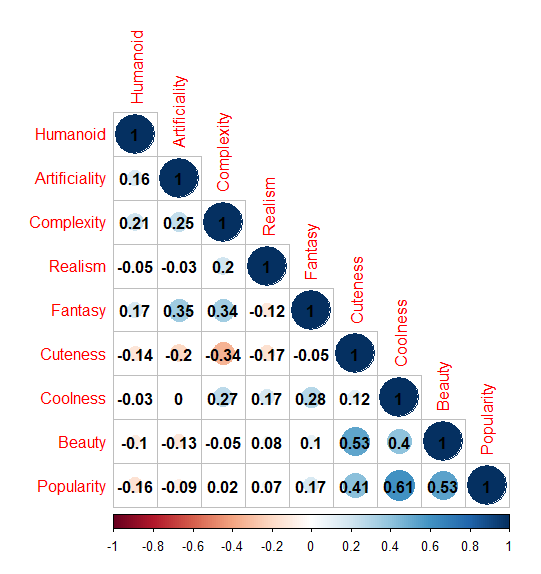 Humanoid
Artificiality
Complexity
Realism
Fantasy
Cuteness
Coolness
Beauty
Popularity
Humanoid 1
Artificiality 0.16 1
Complexity 0.21 0.25 1
Realism -0.05 -0.03 0.2 1
Fantasy 0.17 0.35 0.34 -0.12 1
Cuteness -0.14 -0.2 -0.34 -0.17 -0.05 1
Coolness -0.03 0 0.27 0.17 0.28 0.12 1
Beauty -0.1 -0.13 -0.05 0.08 0.1 0.53 0.4 1
Popularity -0.16 -0.09 0.02 0.07 0.17 0.41 0.61 0.53 1
-1 -0.8 -0.6 -0.4 -0.2 0 0.2 0.4 0.6 0.8 1